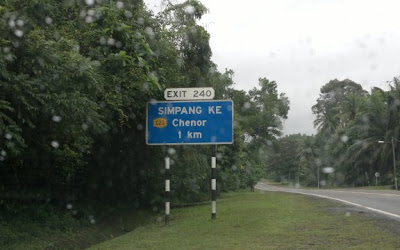 EXIT 240
SIMPANG KE
Chenor
1 km